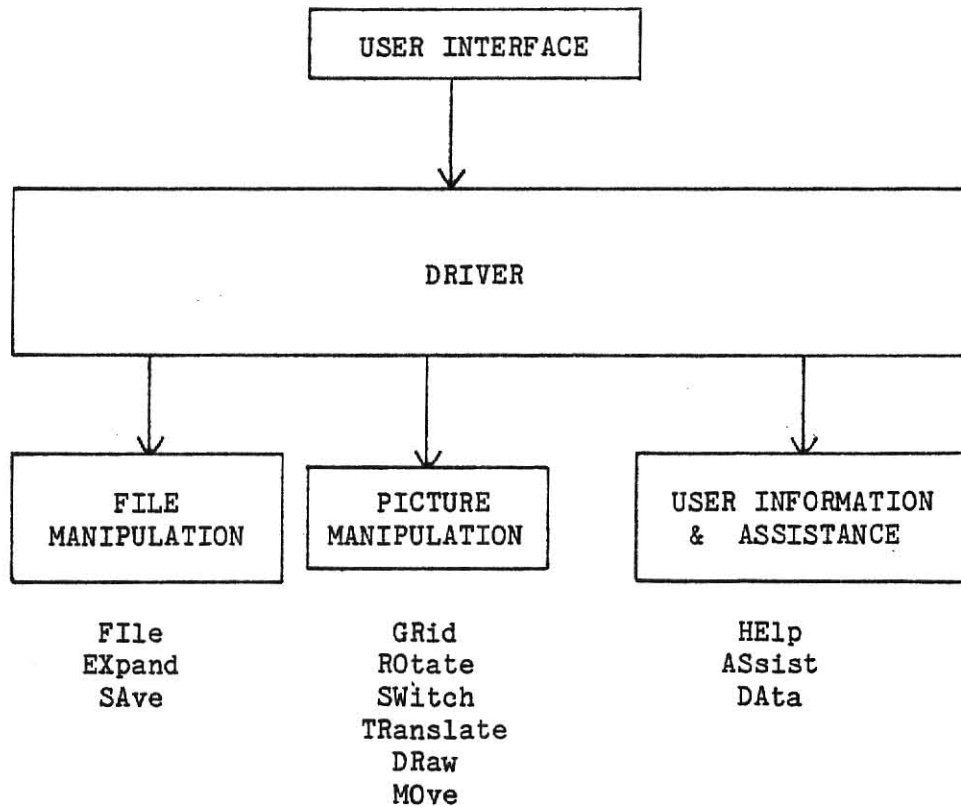 USER INTERFACE
DRIVER
FILE
MANIPULATION
PICTURE
MANIPULATION
USER INFORMATION
& ASSISTANCE
FIle
EXpand
SAve
GRid
ROtate
SWitch
TRanslate
DRaw
MOve
HElp
ASsist
DAta